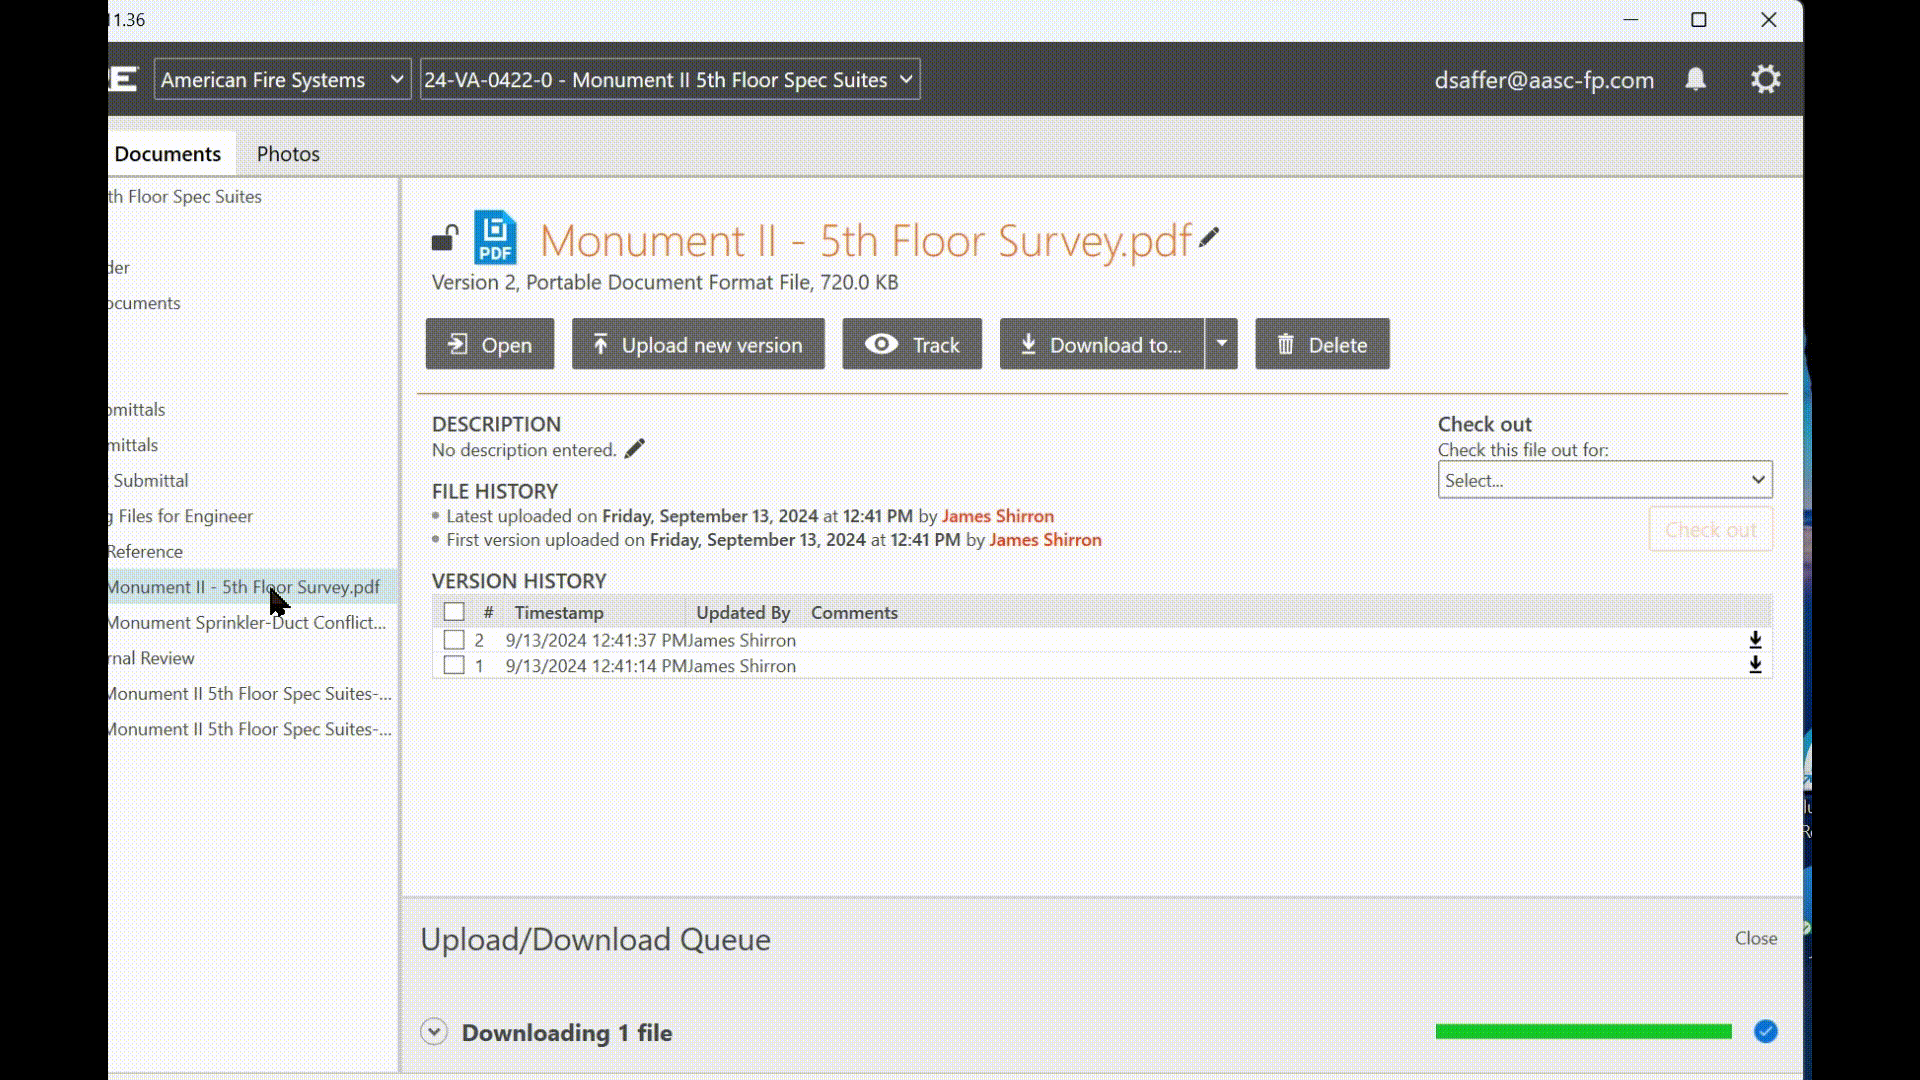 11.36
E American Fire Systems 24-VA-0422-0 - Monument II 5th Floor Spec Suites dsaffer@aasc-fp.com
Documents Photos
th Floor Spec Suites
der
ocuments
omittals
mittals
Submittal
g Files for Engineer
Reference
Monument II - 5th Floor Survey.pdf
Monument Sprinkler-Duct Conflict...
rnal Review
Monument II 5th Floor Spec Suites-...
Monument II 5th Floor Spec Suites-...
PDF
Monument II - 5th Floor Survey.pdf
Version 2, Portable Document Format File, 720.0 KB
Open Upload new version Track Download to... Delete
DESCRIPTION
No description entered.
FILE HISTORY
Latest uploaded on Friday, September 13, 2024 at 12:41 PM by James Shirron
First version uploaded on Friday, September 13, 2024 at 12:41 PM by James Shirron
Check out
Check this file out for:
Select...
Check out
VERSION HISTORY
# Timestamp Updated By Comments
2 9/13/2024 12:41:37 PM James Shirron
1 9/13/2024 12:41:14 PM James Shirron
Upload/Download Queue Close
Downloading 1 file